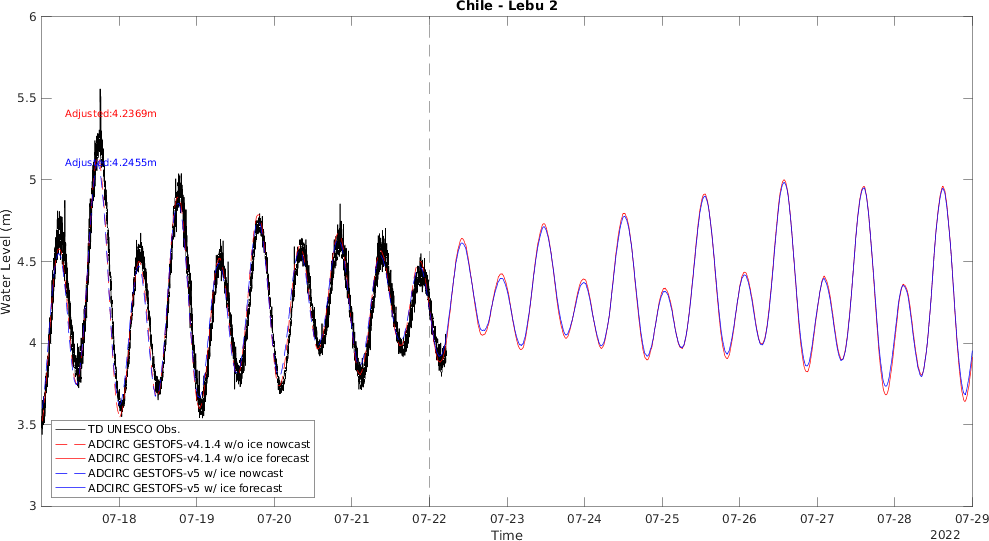 Chile - Lebu 2
6
5.5
5
4.5
4
3.5
3
Water Level (m)
Adjusted:4.2369m
Adjusted:4.2455m
TD UNESCO Obs.
ADCIRC GESTOFS-v4.1.4 w/o ice nowcast
ADCIRC GESTOFS-v4.1.4 w/o ice forecast
ADCIRC GESTOFS-v5 w/ ice nowcast
ADCIRC GESTOFS-v5 w/ ice forecast
07-18 07-19 07-20 07-21 07-22 07-23 07-24 07-25 07-26 07-27 07-28 07-29
Time
2022